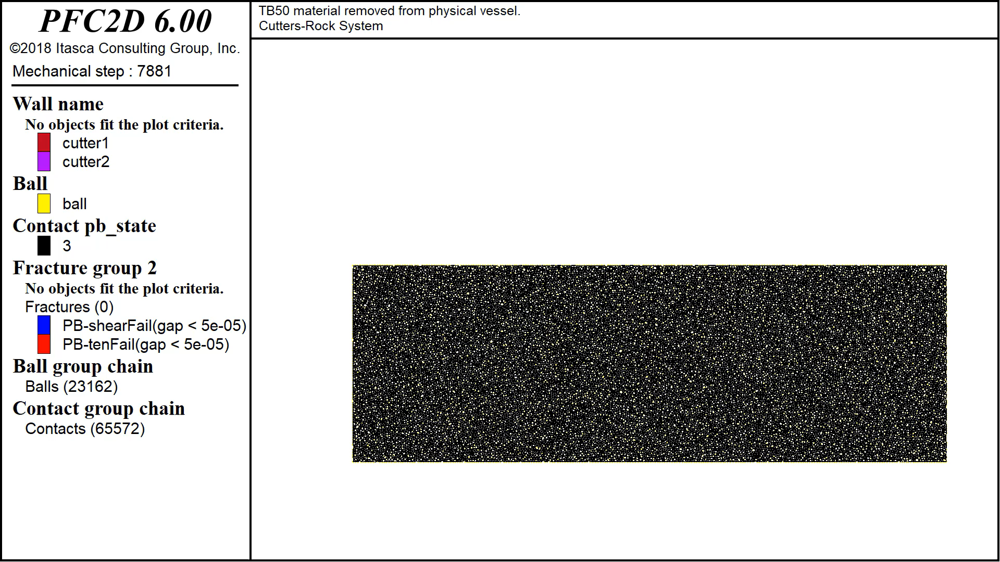 PFC2D 6.00
©2018 Itasca Consulting Group, Inc.
Mechanical step : 7881
Wall name
No objects fit the plot criteria.
cutter1
cutter2
Ball
ball
Contact pb_state
3
Fracture group 2
No objects fit the plot criteria.
Fractures (0)
PB-shearFail(gap < 5e-05)
PB-tenFail(gap < 5e-05)
Ball group chain
Balls (23162)
Contact group chain
Contacts (65572)
TB50 material removed from physical vessel.
Cutters-Rock System